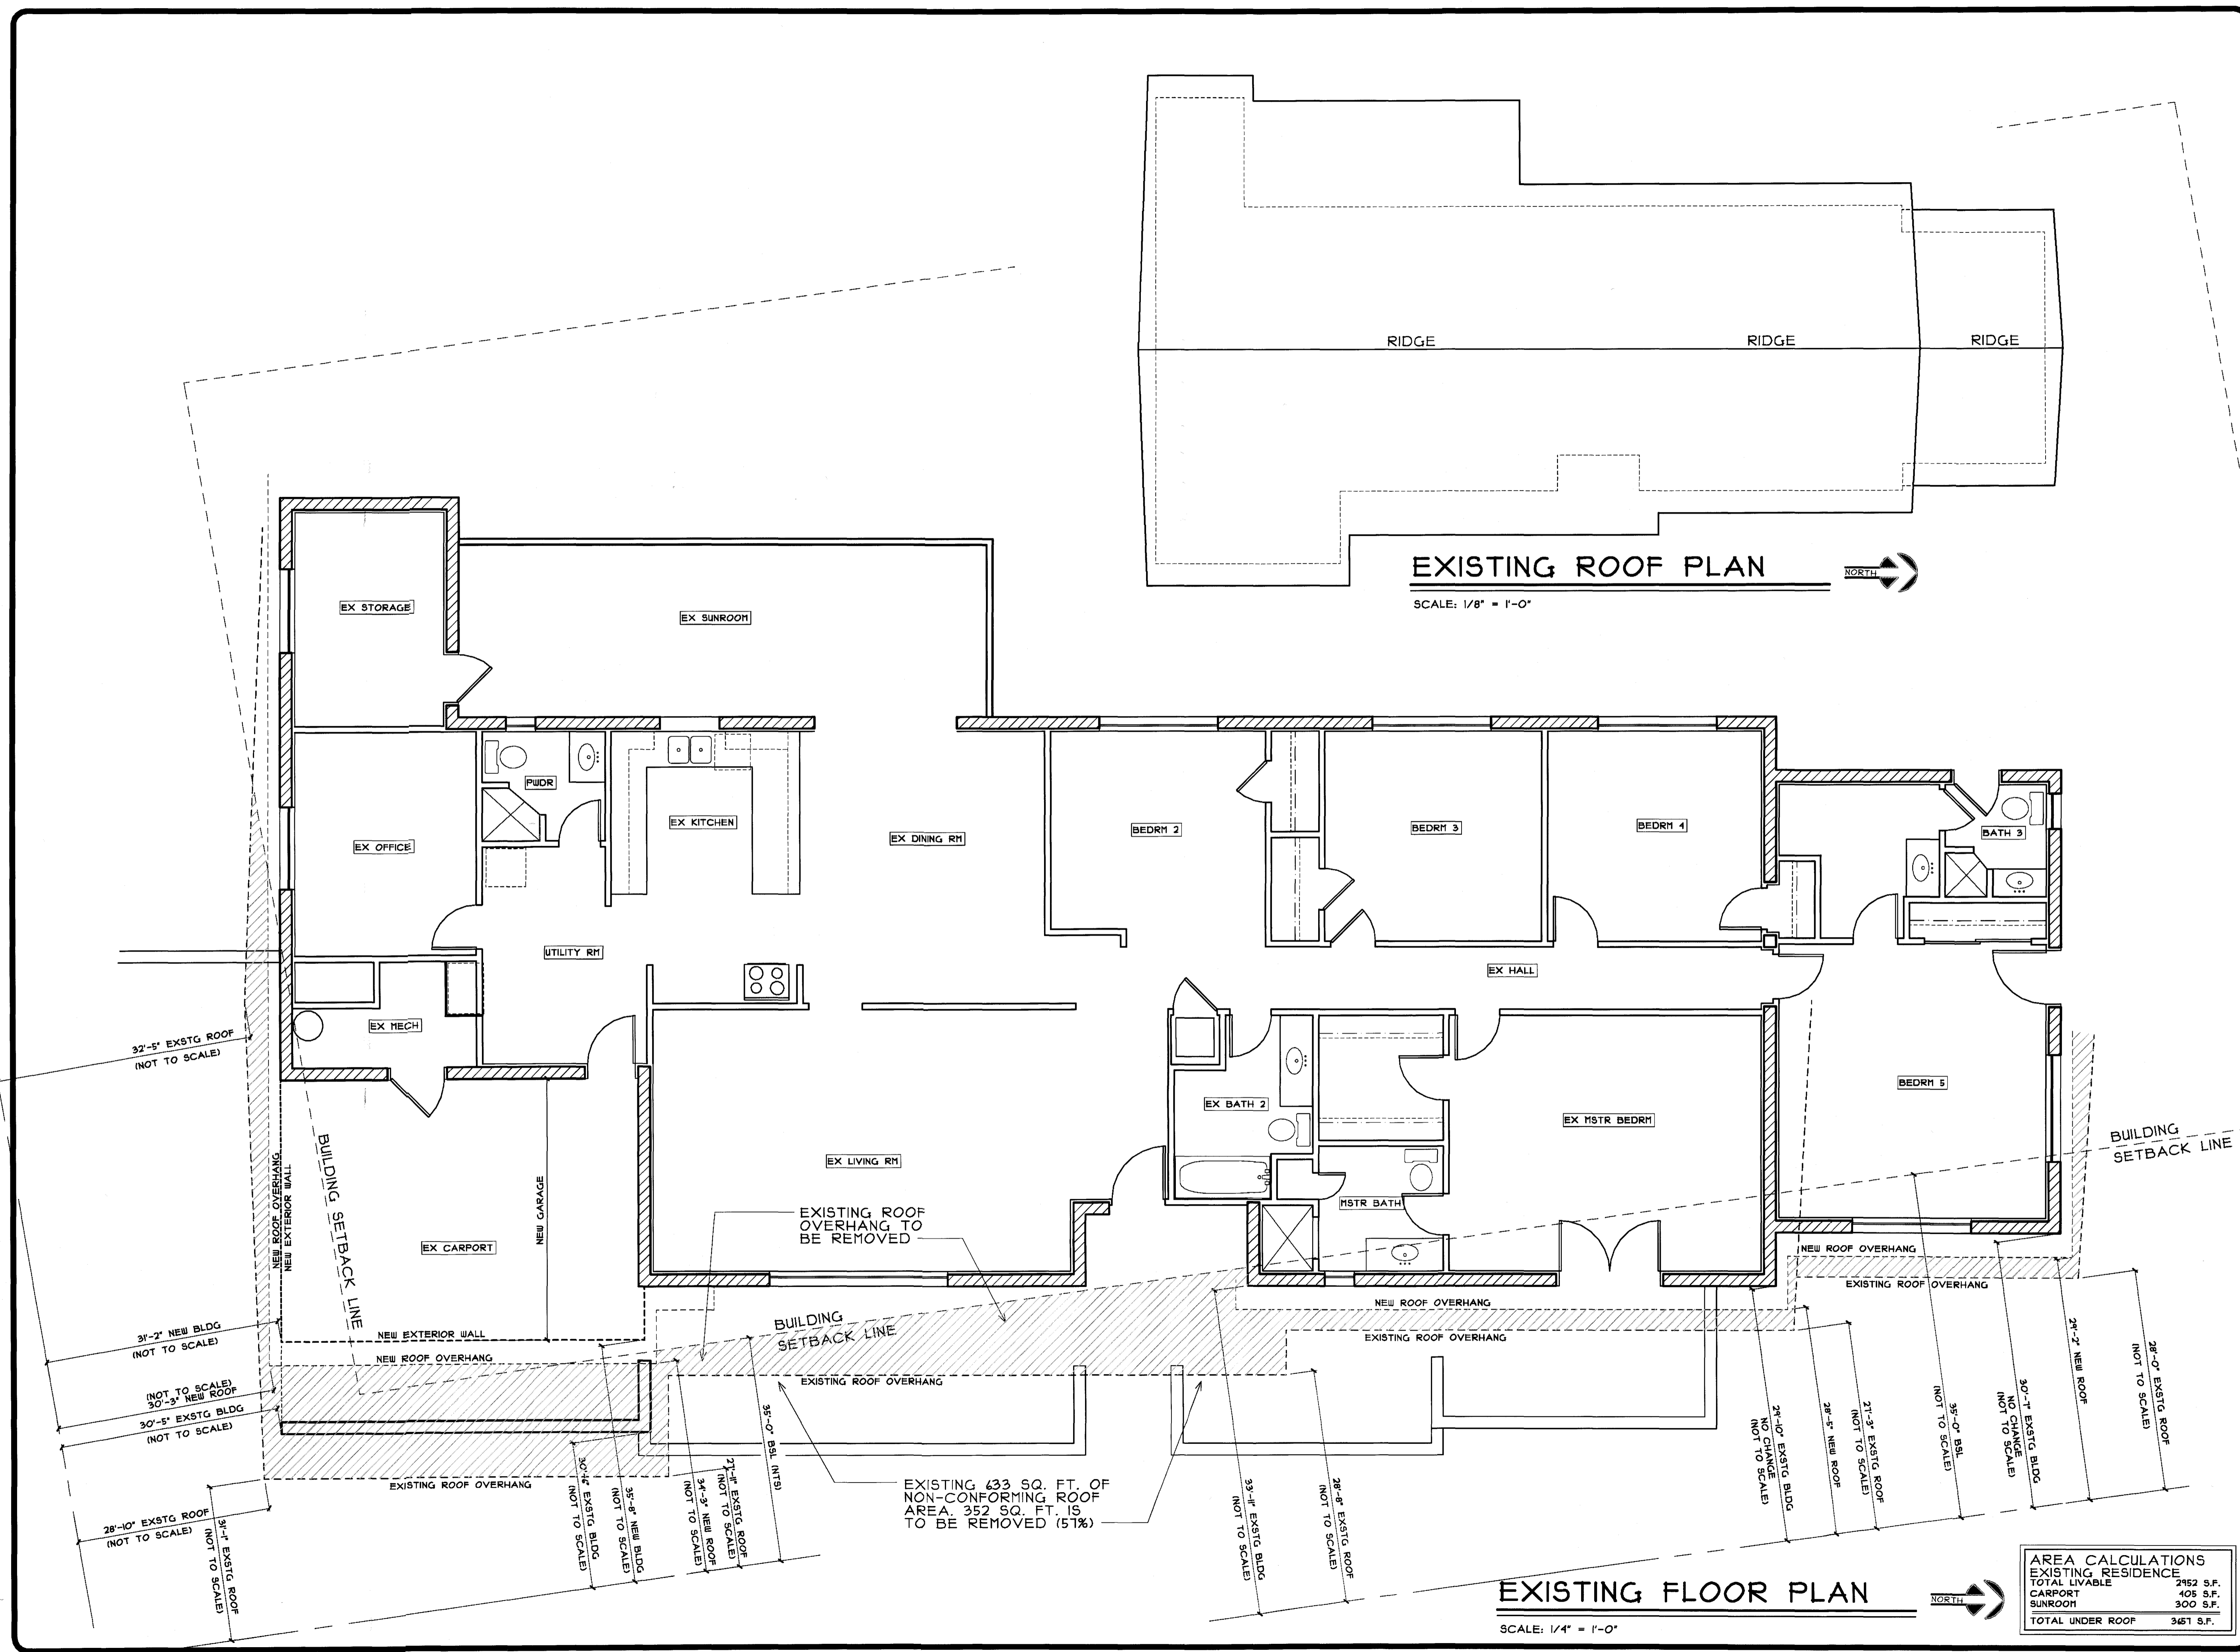 RIDGE
RIDGE
RIDGE
EXISTING ROOF PLAN
NORTH
SCALE: 1/8" = 1'-0"
EX STORAGE
EX SUNROOM
PWDR
EX KITCHEN
EX OFFICE
EX DINING RM
BEDRM 2
BEDRM 3
BEDRM 4
BATH 3
UTILITY RM
EX HALL
EX MECH
BEDRM 5
EX BATH 2
EX MSTR BEDRM
EX LIVING RM
MSTR BATH
EX CARPORT
NEW GARAGE
32'-5" EXSTG ROOF
(NOT TO SCALE)
NEW ROOF OVERHANG
NEW EXTERIOR WALL
BUILDING SETBACK LINE
EXISTING ROOF
OVERHANG TO
BE REMOVED
BUILDING
SETBACK LINE
NEW ROOF OVERHANG
EXISTING ROOF OVERHANG
NEW ROOF OVERHANG
EXISTING ROOF OVERHANG
BUILDING
SETBACK LINE
NEW EXTERIOR WALL
NEW ROOF OVERHANG
EXISTING ROOF OVERHANG
31'-2" NEW BLDG
(NOT TO SCALE)
(NOT TO SCALE)
30'-3" NEW ROOF
30'-5" EXSTG BLDG
(NOT TO SCALE)
EXISTING ROOF OVERHANG
28'-10" EXSTG ROOF
(NOT TO SCALE)
31'-1" EXSTG ROOF
(NOT TO SCALE)
EXSTG BLDG
(NOT TO SCALE)
35'-8" NEW BLDG
(NOT TO SCALE)
34'-3" NEW ROOF
(NOT TO SCALE)
27'-11" EXSTG ROOF
(NOT TO SCALE)
35'-0" BSL (NTS)
EXISTING 633 SQ. FT. OF
NON-CONFORMING ROOF
AREA. 352 SQ. FT. IS
TO BE REMOVED (57%)
33'-11" EXSTG BLDG
(NOT TO SCALE)
28'-8" EXSTG ROOF
(NOT TO SCALE)
29'-10" EXSTG BLDG
NO CHANGE
(NOT TO SCALE)
28'-5" NEW ROOF
27'-3" EXSTG ROOF
(NOT TO SCALE)
35'-0" BSL
(NOT TO SCALE)
30'-7" EXSTG BLDG
NO CHANGE
(NOT TO SCALE)
29'-2" NEW ROOF
28'-0" EXSTG ROOF
(NOT TO SCALE)
EXISTING FLOOR PLAN
NORTH
SCALE: 1/4" = 1'-0"
AREA CALCULATIONS
EXISTING RESIDENCE
TOTAL LIVABLE 2952 S.F.
CARPORT 405 S.F.
SUNROOM 300 S.F.
TOTAL UNDER ROOF 3657 S.F.